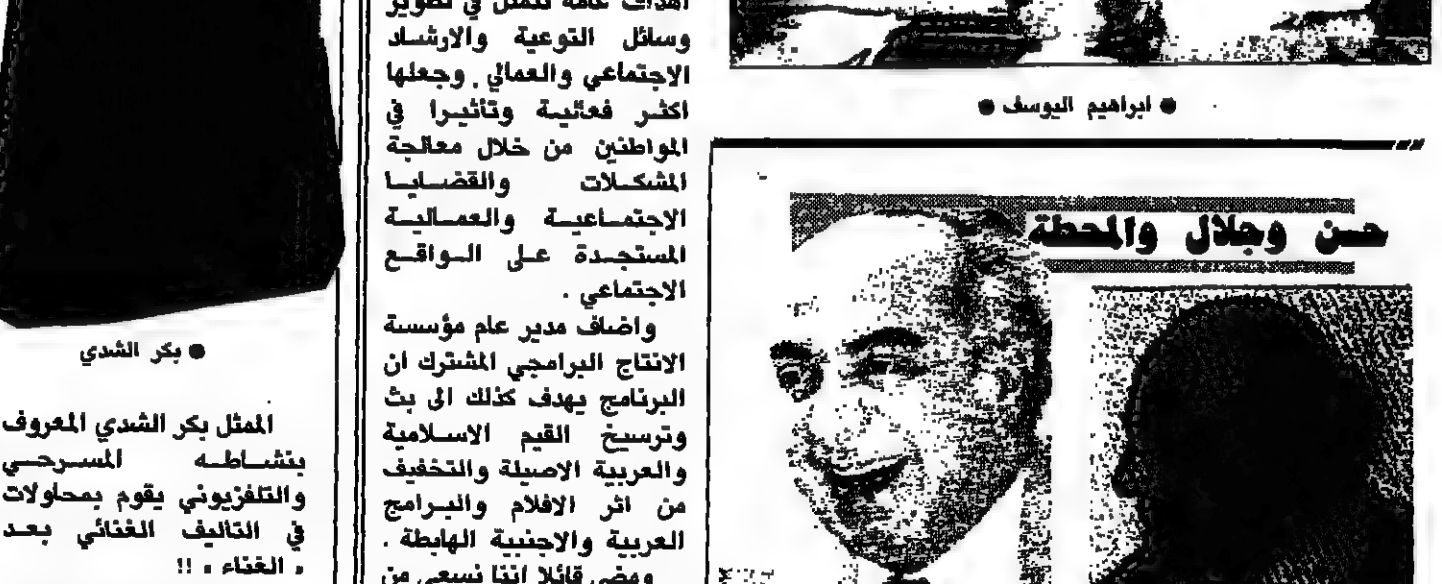 ● ابراهيم اليوسف ●
حسن وجلال والمحطة
اهداف عامة تتمثل في تطوير
وسائل التوعية والارشاد
الاجتماعي والعمالي . وجعلها
اكثر فعالية وتأثيرا في
المواطنين من خلال معالجة
المشكلات والقضايا
الاجتماعية والعمالية
المستجدة على الواقع
الاجتماعي .
واضاف مدير عام مؤسسة
الانتاج البرامجي المشترك ان
البرنامج يهدف كذلك الى بث
وترسيخ القيم الاسلامية
والعربية الاصيلة والتخفيف
من اثر الافلام والبرامج
العربية والاجنبية الهابطة .
ومضى قائلا اننا نسعى من
● بكر الشدي
الممثل بكر الشدي المعروف
بنشاطه المسرحي
والتلفزيوني يقوم بمحاولات
في التاليف الغنائي بعد
« الغناء » !!